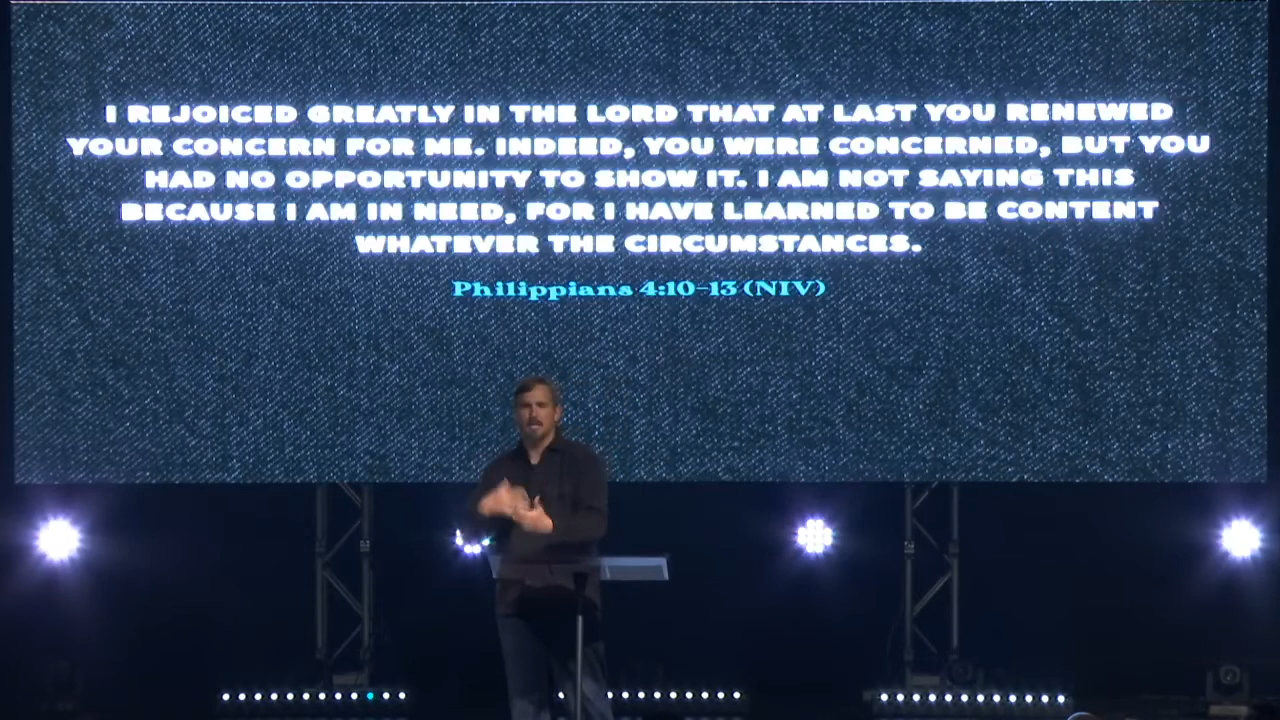 I REJOICED GREATLY IN THE LORD THAT AT LAST YOU RENEWED
YOUR CONCERN FOR ME. INDEED, YOU WERE CONCERNED, BUT YOU
HAD NO OPPORTUNITY TO SHOW IT. I AM NOT SAYING THIS
BECAUSE I AM IN NEED, FOR I HAVE LEARNED TO BE CONTENT
WHATEVER THE CIRCUMSTANCES.
Philippians 4:10-13 (NIV)